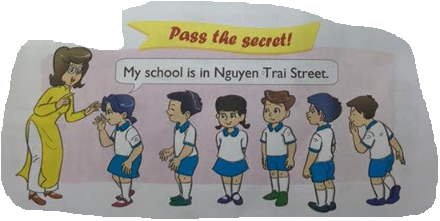 Pass the secret!
My school is in Nguyen Trai Street.